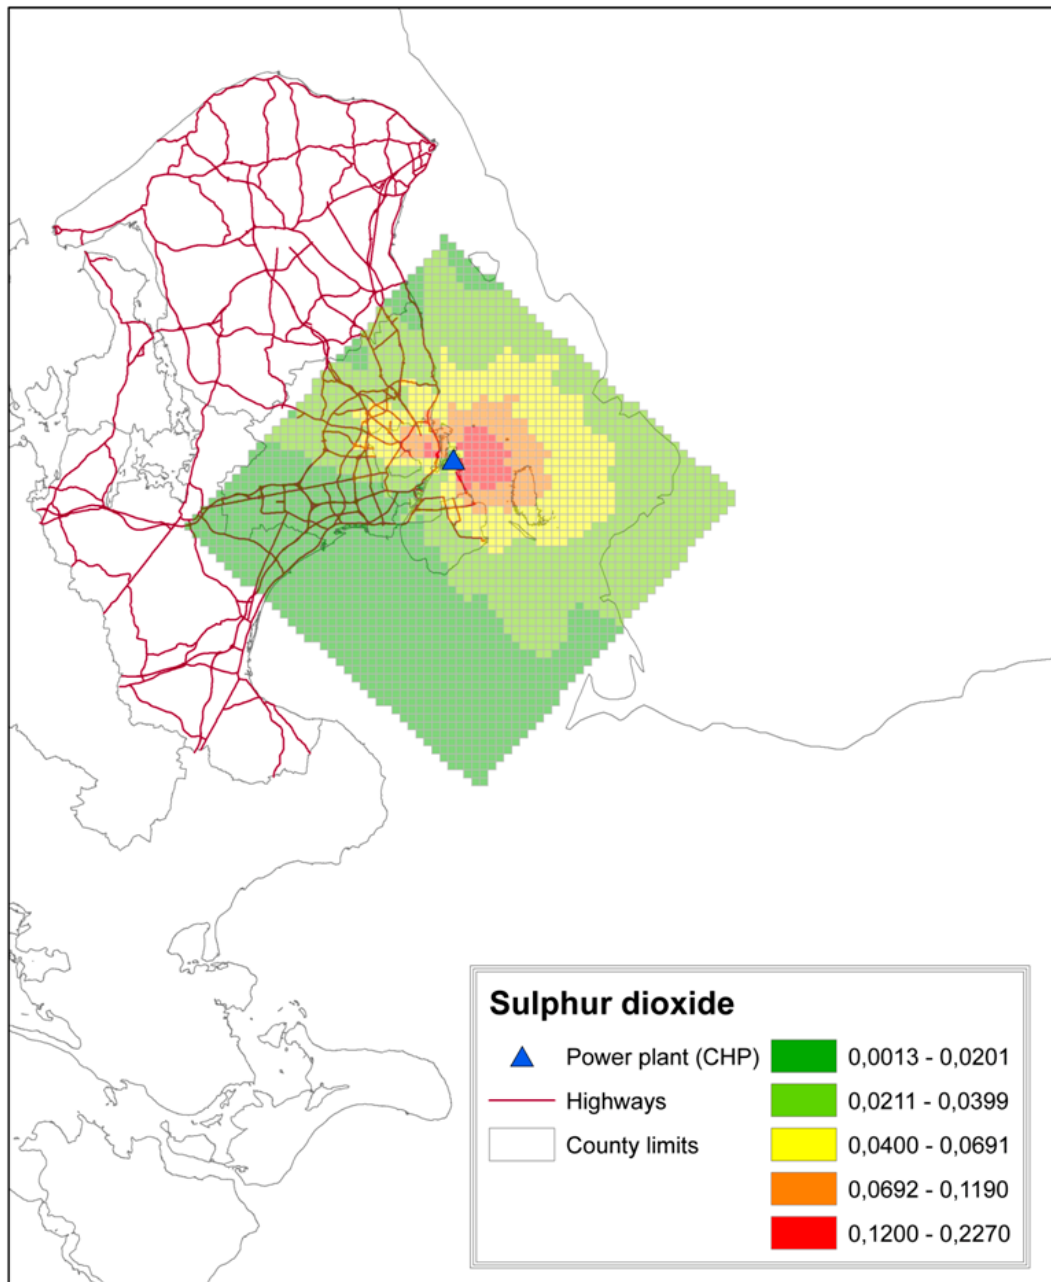 Sulphur dioxide
Power plant (CHP)
Highways
County limits
0,0013 - 0,0201
0,0211 - 0,0399
0,0400 - 0,0691
0,0692 - 0,1190
0,1200 - 0,2270